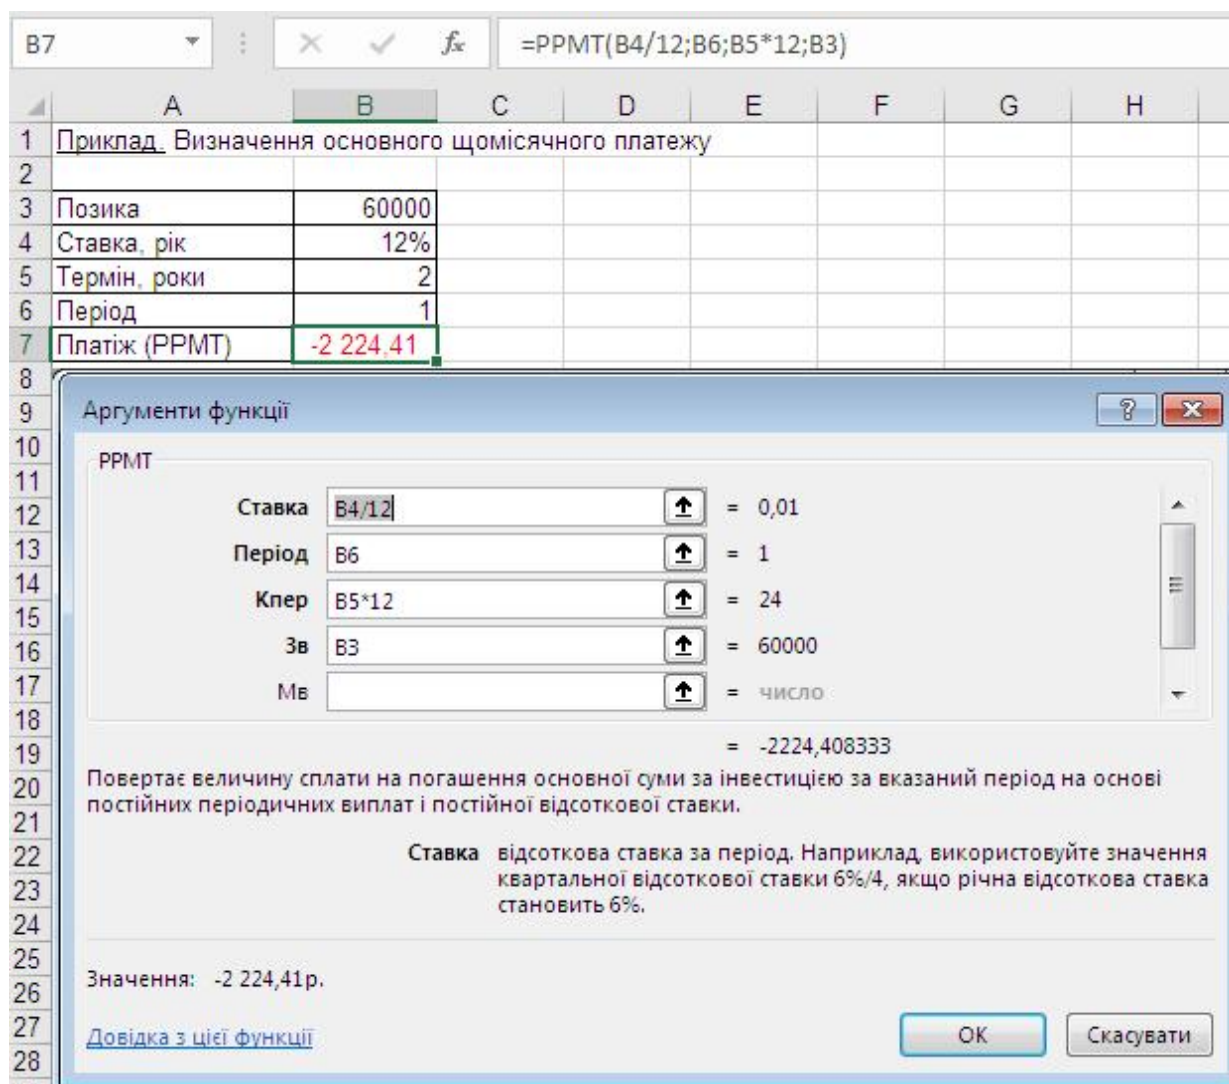 B7 fx =PPMT(B4/12;B6;B5*12;B3)
A B C D E F G H
1 Приклад. Визначення основного щомісячного платежу
2
3 Позика 60000
4 Ставка, рік 12%
5 Термін, роки 2
6 Період 1
7 Платіж (PPMT) -2 224,41
8
9 Аргументи функції ?
10
11 PPMT
12 Ставка B4/12 = 0,01
13 Період B6 = 1
14 Кпер B5*12 = 24
15
16 Зв B3 = 60000
17 Мв = число
18
19 = -2224,408333
20 Повертає величину сплати на погашення основної суми за інвестицією за вказаний період на основі
21 постійних періодичних виплат і постійної відсоткової ставки.
22 Ставка відсоткова ставка за період. Наприклад, використовуйте значення
23 квартальної відсоткової ставки 6%/4, якщо річна відсоткова ставка
24 становить 6%.
25
26 Значення: -2 224,41р.
27 Довідка з цієї функції ОК Скасувати
28